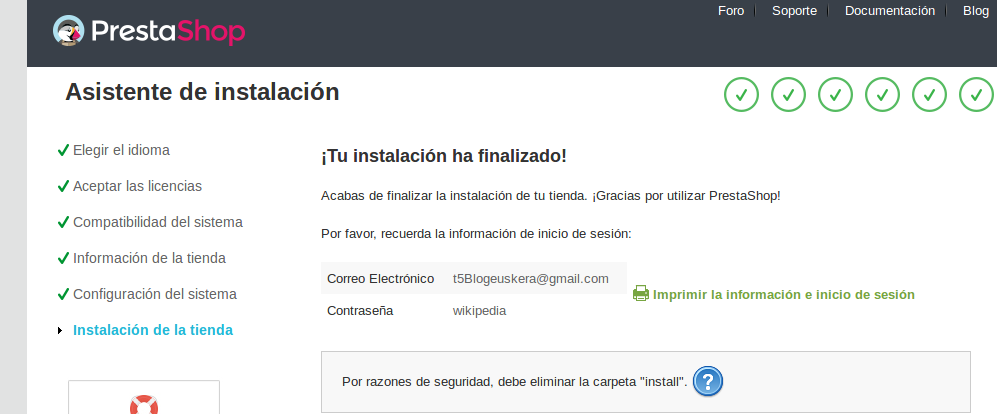 Foro Soporte Documentación Blog
PrestaShop
Asistente de instalación
Elegir el idioma
Aceptar las licencias
Compatibilidad del sistema
Información de la tienda
Configuración del sistema
Instalación de la tienda
¡Tu instalación ha finalizado!
Acabas de finalizar la instalación de tu tienda. ¡Gracias por utilizar PrestaShop!
Por favor, recuerda la información de inicio de sesión:
Correo Electrónico t5Blogeuskera@gmail.com
Contraseña wikipedia
Imprimir la información e inicio de sesión
Por razones de seguridad, debe eliminar la carpeta "install". ?